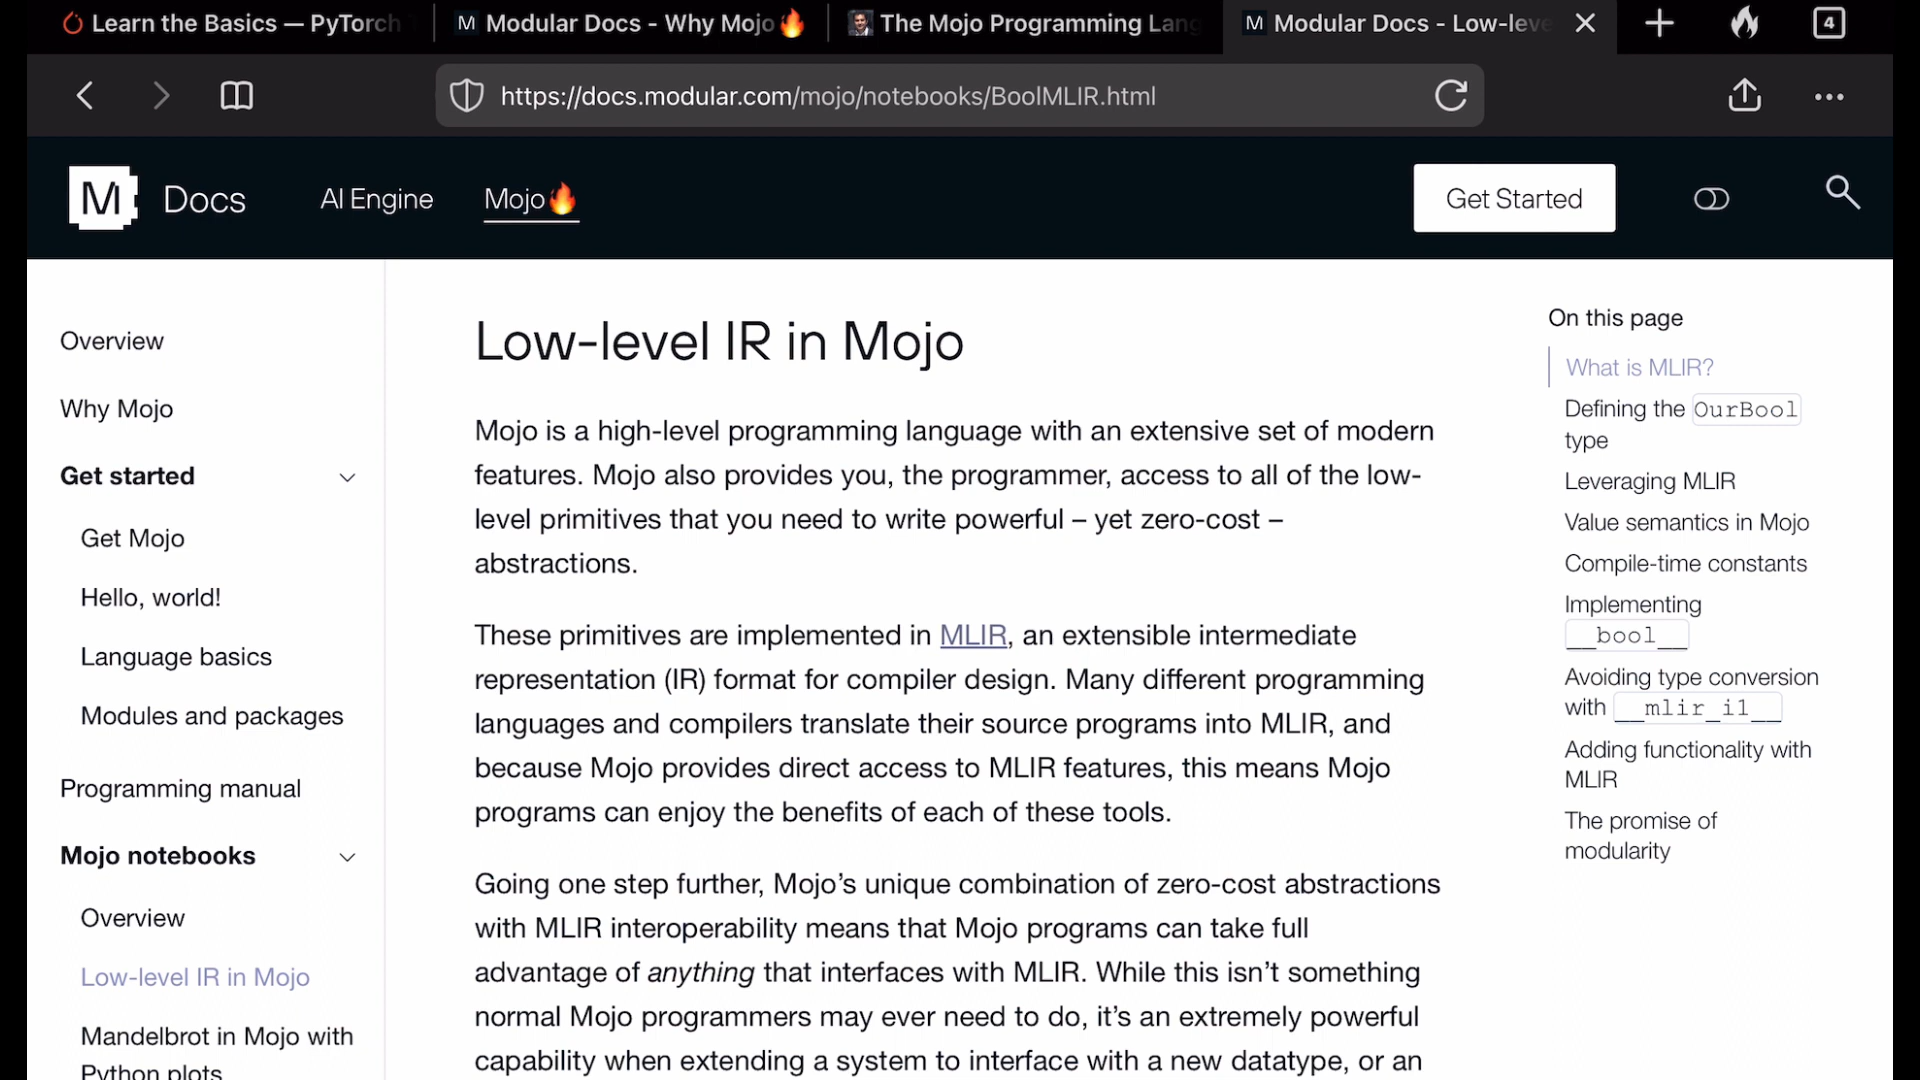 Learn the Basics — PyTorch
Modular Docs - Why Mojo🔥
The Mojo Programming Lang
Modular Docs - Low-leve
4
https://docs.modular.com/mojo/notebooks/BoolMLIR.html
M Docs
AI Engine
Mojo🔥
Get Started
Overview
Why Mojo
Get started
Get Mojo
Hello, world!
Language basics
Modules and packages
Programming manual
Mojo notebooks
Overview
Low-level IR in Mojo
Mandelbrot in Mojo with
Python plots
Low-level IR in Mojo
Mojo is a high-level programming language with an extensive set of modern
features. Mojo also provides you, the programmer, access to all of the low-
level primitives that you need to write powerful – yet zero-cost –
abstractions.
These primitives are implemented in MLIR, an extensible intermediate
representation (IR) format for compiler design. Many different programming
languages and compilers translate their source programs into MLIR, and
because Mojo provides direct access to MLIR features, this means Mojo
programs can enjoy the benefits of each of these tools.
Going one step further, Mojo’s unique combination of zero-cost abstractions
with MLIR interoperability means that Mojo programs can take full
advantage of anything that interfaces with MLIR. While this isn’t something
normal Mojo programmers may ever need to do, it’s an extremely powerful
capability when extending a system to interface with a new datatype, or an
On this page
What is MLIR?
Defining the OurBool
type
Leveraging MLIR
Value semantics in Mojo
Compile-time constants
Implementing
__bool__
Avoiding type conversion
with __mlir_i1__
Adding functionality with
MLIR
The promise of
modularity